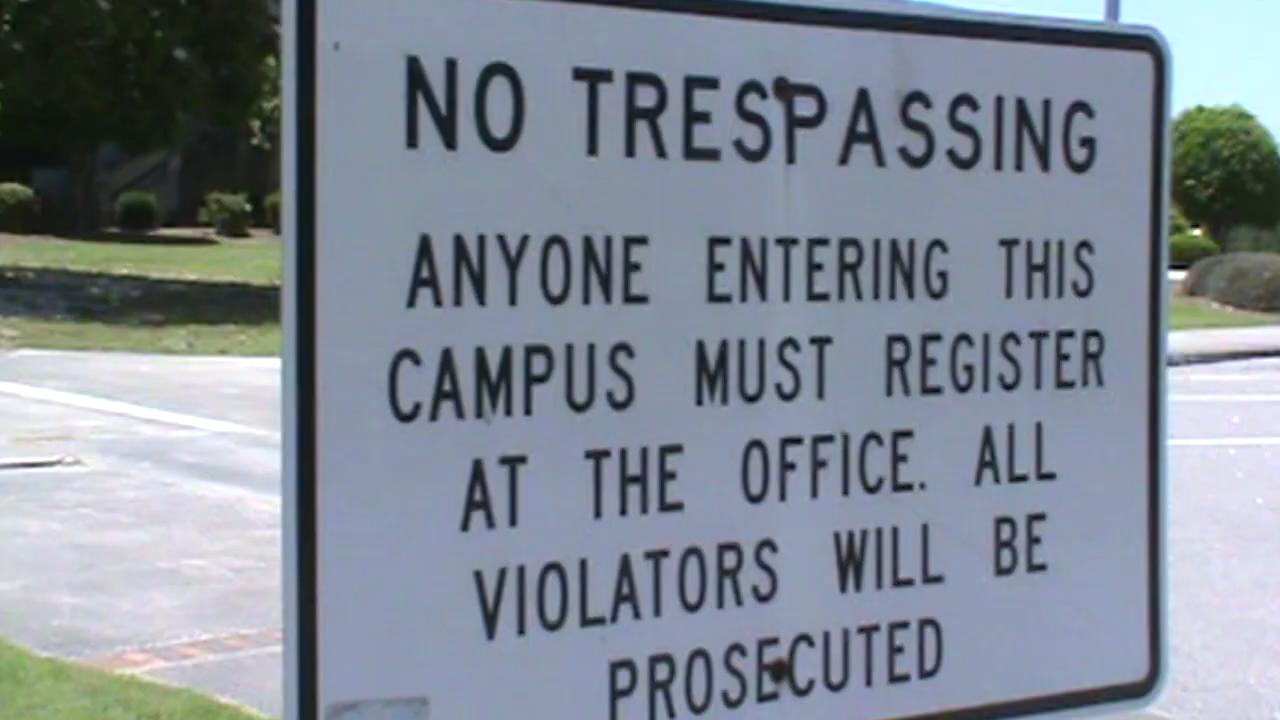 NO TRESPASSING
ANYONE ENTERING THIS
CAMPUS MUST REGISTER
AT THE OFFICE. ALL
VIOLATORS WILL BE
PROSECUTED